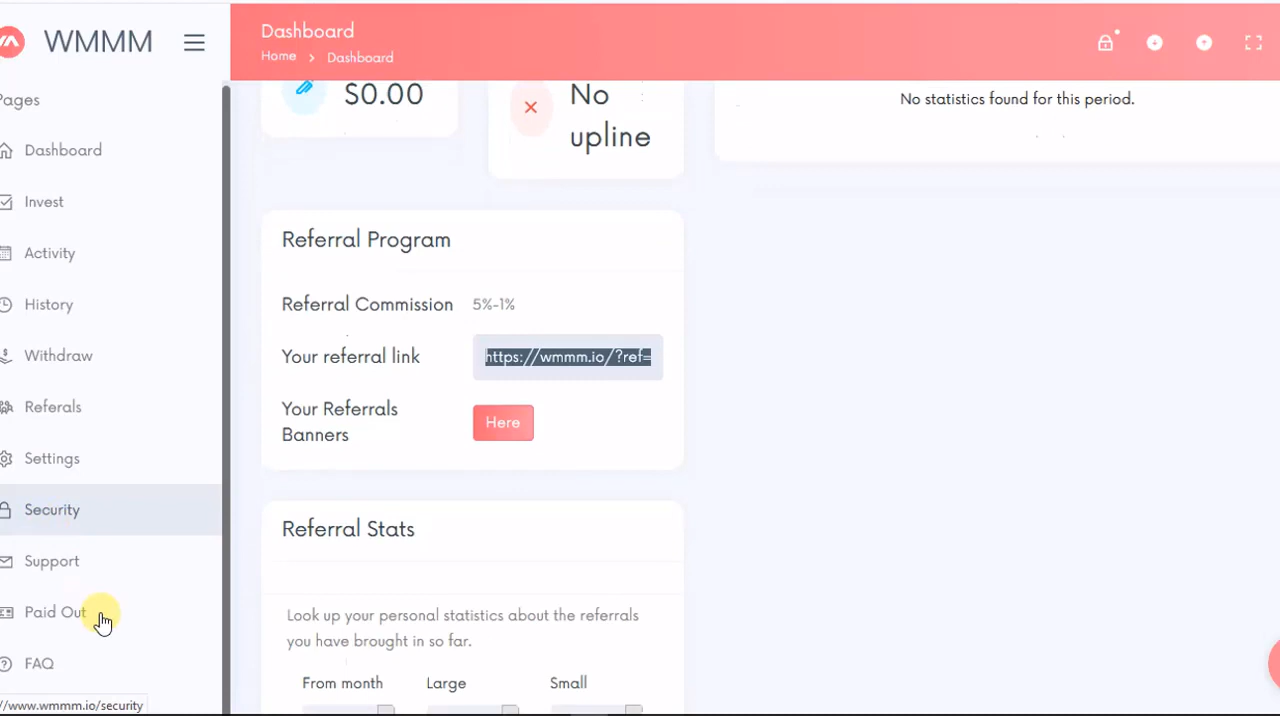 WMMM
Dashboard
Home > Dashboard
Pages
Dashboard
Invest
Activity
History
Withdraw
Referrals
Settings
Security
Support
Paid Out
FAQ
//www.wmmm.io/security
$0.00
No
upline
No statistics found for this period.
Referral Program
Referral Commission 5%-1%
Your referral link https://wmmm.io/?ref=
Your Referrals
Banners
Here
Referral Stats
Look up your personal statistics about the referrals
you have brought in so far.
From month Large Small